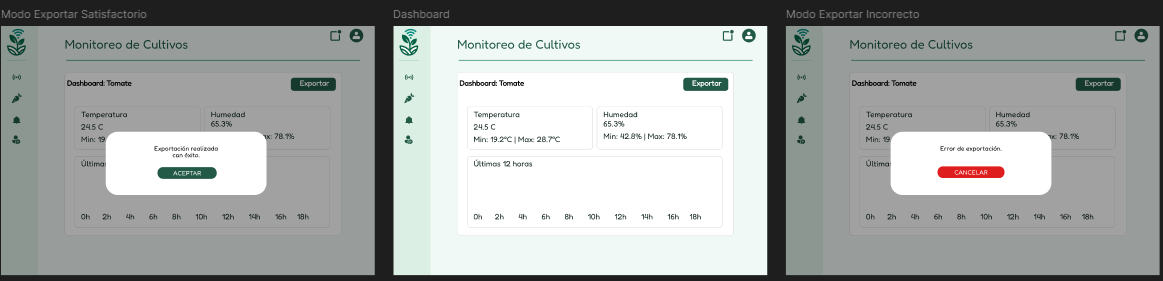 Modo Exportar Satisfactorio
Monitoreo de Cultivos
Dashboard: Tomate
Exportar
Temperatura
24.5 C
Min: 19.
Humedad
65.3%
ax: 78.1%
Exportación realizada
con éxito.
ACEPTAR
Últimas
0h 2h 4h 6h 8h 10h 12h 14h 16h 18h
Dashboard
Monitoreo de Cultivos
Dashboard: Tomate
Exportar
Temperatura
24.5 C
Min: 19.2°C | Max: 28.7°C
Humedad
65.3%
Min: 42.8% | Max: 78.1%
Últimas 12 horas
0h 2h 4h 6h 8h 10h 12h 14h 16h 18h
Modo Exportar Incorrecto
Monitoreo de Cultivos
Dashboard: Tomate
Exportar
Temperatura
24.5 C
Min: 19.
Humedad
65.3%
ax: 78.1%
Error de exportación.
CANCELAR
Últimas
0h 2h 4h 6h 8h 10h 12h 14h 16h 18h